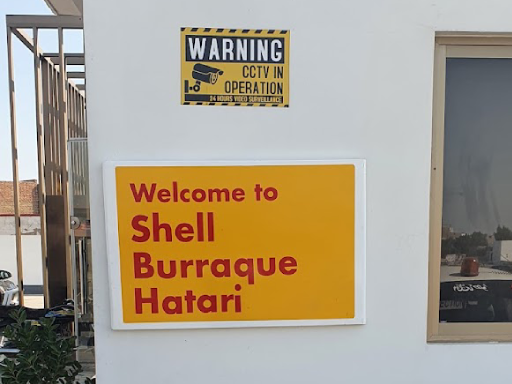 WARNING
CCTV IN
OPERATION
24 HOURS VIDEO SURVEILLANCE
Welcome to
Shell
Burraque
Hatari